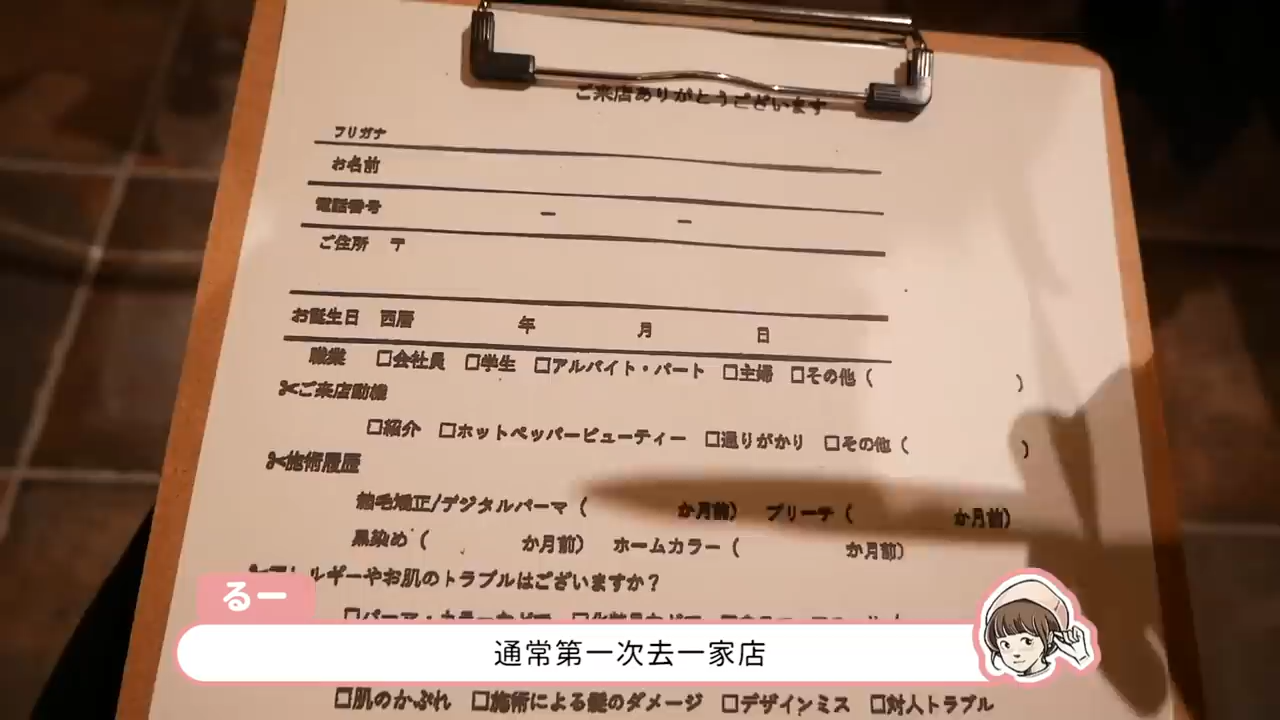 ご来店ありがとうございます
フリガナ
お名前
電話番号 － －
ご住所 〒
お誕生日 西暦 年 月 日
職業 □会社員 □学生 □アルバイト・パート □主婦 □その他（ ）
✂ご来店動機
□紹介 □ホットペッパービューティー □通りがかり □その他（ ）
✂施術履歴
縮毛矯正/デジタルパーマ（ か月前） ブリーチ（ か月前）
黒染め（ か月前） ホームカラー（ か月前）
✂アレルギーやお肌のトラブルはございますか？
るー
通常第一次去一家店
□肌のかぶれ □施術による髪のダメージ □デザインミス □対人トラブル